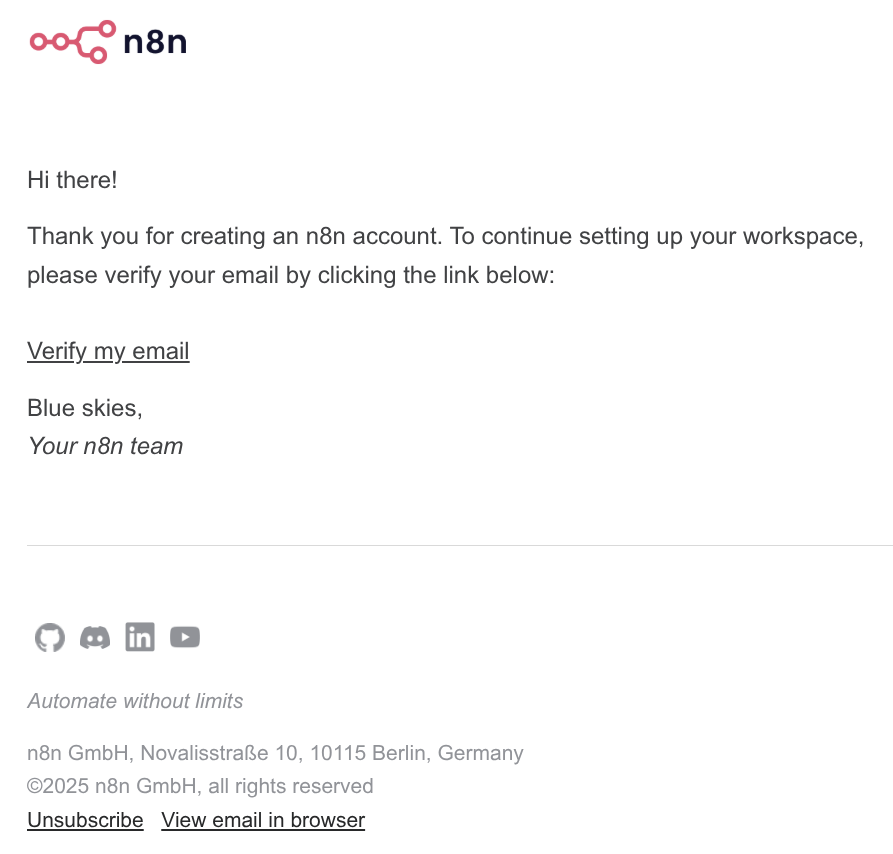 n8n
Hi there!
Thank you for creating an n8n account. To continue setting up your workspace,
please verify your email by clicking the link below:
Verify my email
Blue skies,
Your n8n team
in
Automate without limits
n8n GmbH, Novalisstraße 10, 10115 Berlin, Germany
©2025 n8n GmbH, all rights reserved
Unsubscribe View email in browser